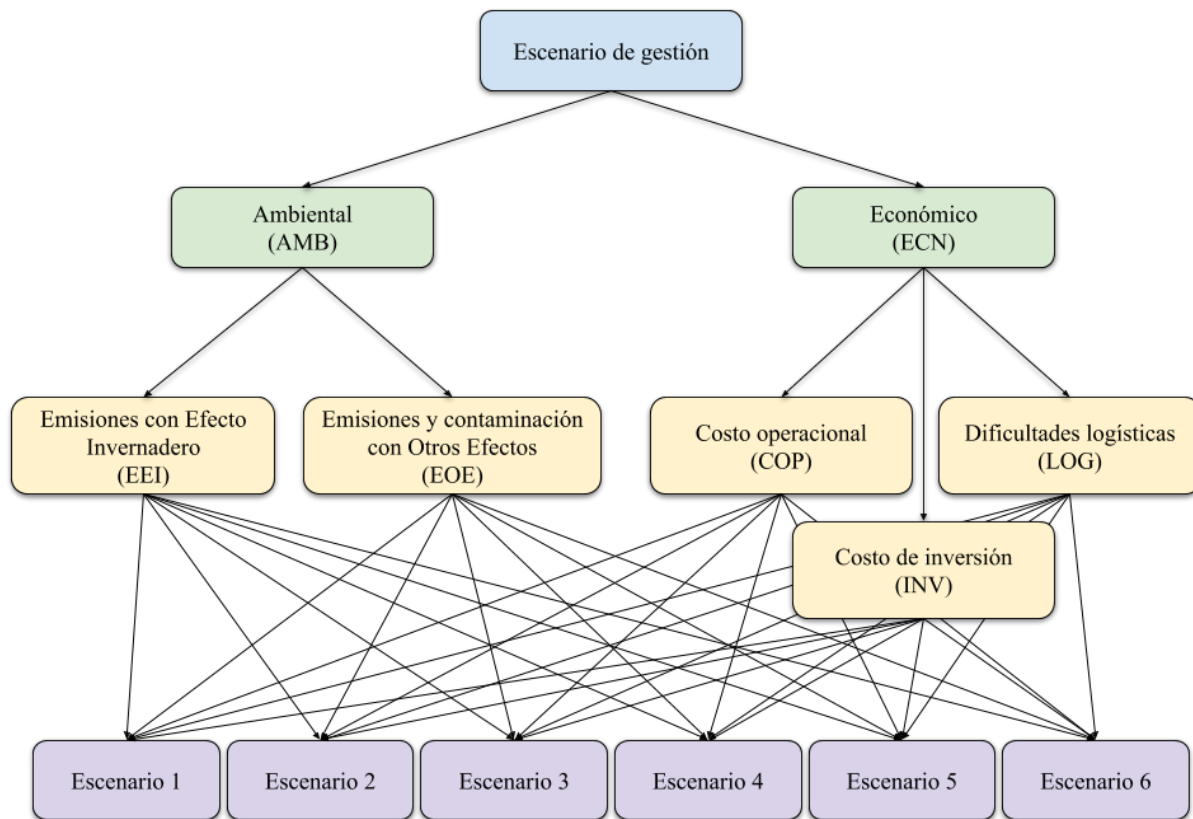 Escenario de gestión
Ambiental
(AMB)
Económico
(ECN)
Emisiones con Efecto
Invernadero
(EEI)
Emisiones y contaminación
con Otros Efectos
(EOE)
Costo operacional
(COP)
Dificultades logísticas
(LOG)
Costo de inversión
(INV)
Escenario 1
Escenario 2
Escenario 3
Escenario 4
Escenario 5
Escenario 6